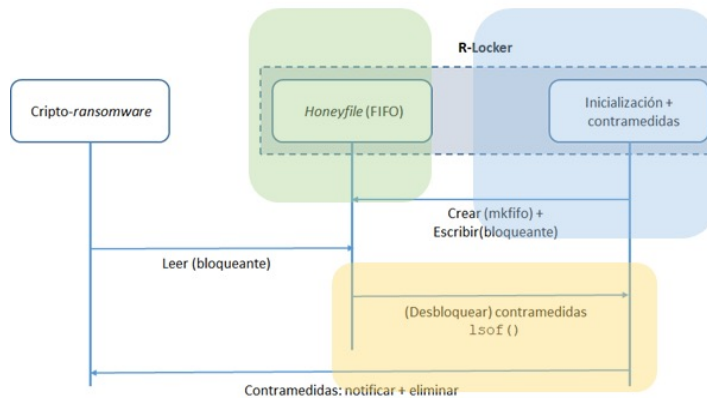 R-Locker
Cripto-ransomware
Honeyfile (FIFO)
Inicialización +
contramedidas
Crear (mkfifo) +
Escribir(bloqueante)
Leer (bloqueante)
(Desbloquear) contramedidas
lsof()
Contramedidas: notificar + eliminar